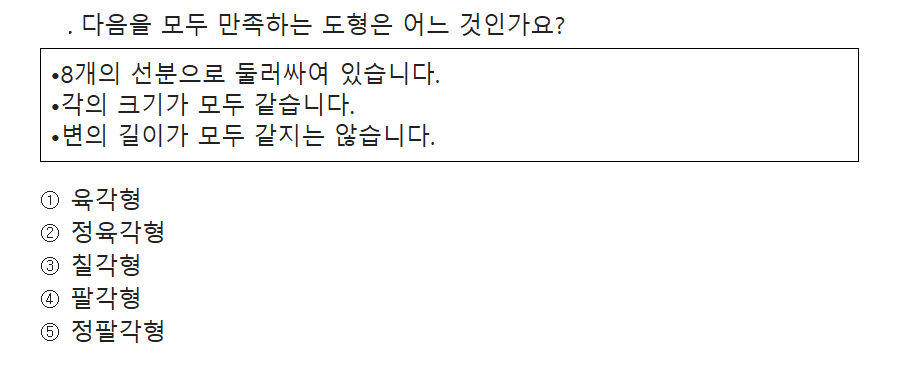 . 다음을 모두 만족하는 도형은 어느 것인가요?
•8개의 선분으로 둘러싸여 있습니다.
•각의 크기가 모두 같습니다.
•변의 길이가 모두 같지는 않습니다.
① 육각형
② 정육각형
③ 칠각형
④ 팔각형
⑤ 정팔각형